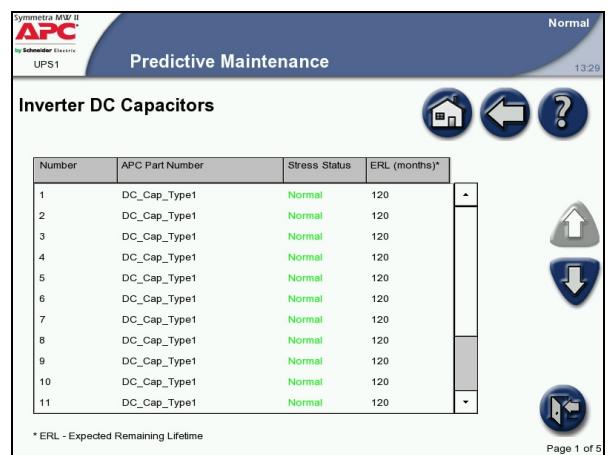 Symmetra MW II
APC
by Schneider Electric
UPS1
Predictive Maintenance
Normal
13:29
Inverter DC Capacitors
?
Number APC Part Number Stress Status ERL (months)*
1 DC_Cap_Type1 Normal 120
2 DC_Cap_Type1 Normal 120
3 DC_Cap_Type1 Normal 120
4 DC_Cap_Type1 Normal 120
5 DC_Cap_Type1 Normal 120
6 DC_Cap_Type1 Normal 120
7 DC_Cap_Type1 Normal 120
8 DC_Cap_Type1 Normal 120
9 DC_Cap_Type1 Normal 120
10 DC_Cap_Type1 Normal 120
11 DC_Cap_Type1 Normal 120
* ERL - Expected Remaining Lifetime
Page 1 of 5